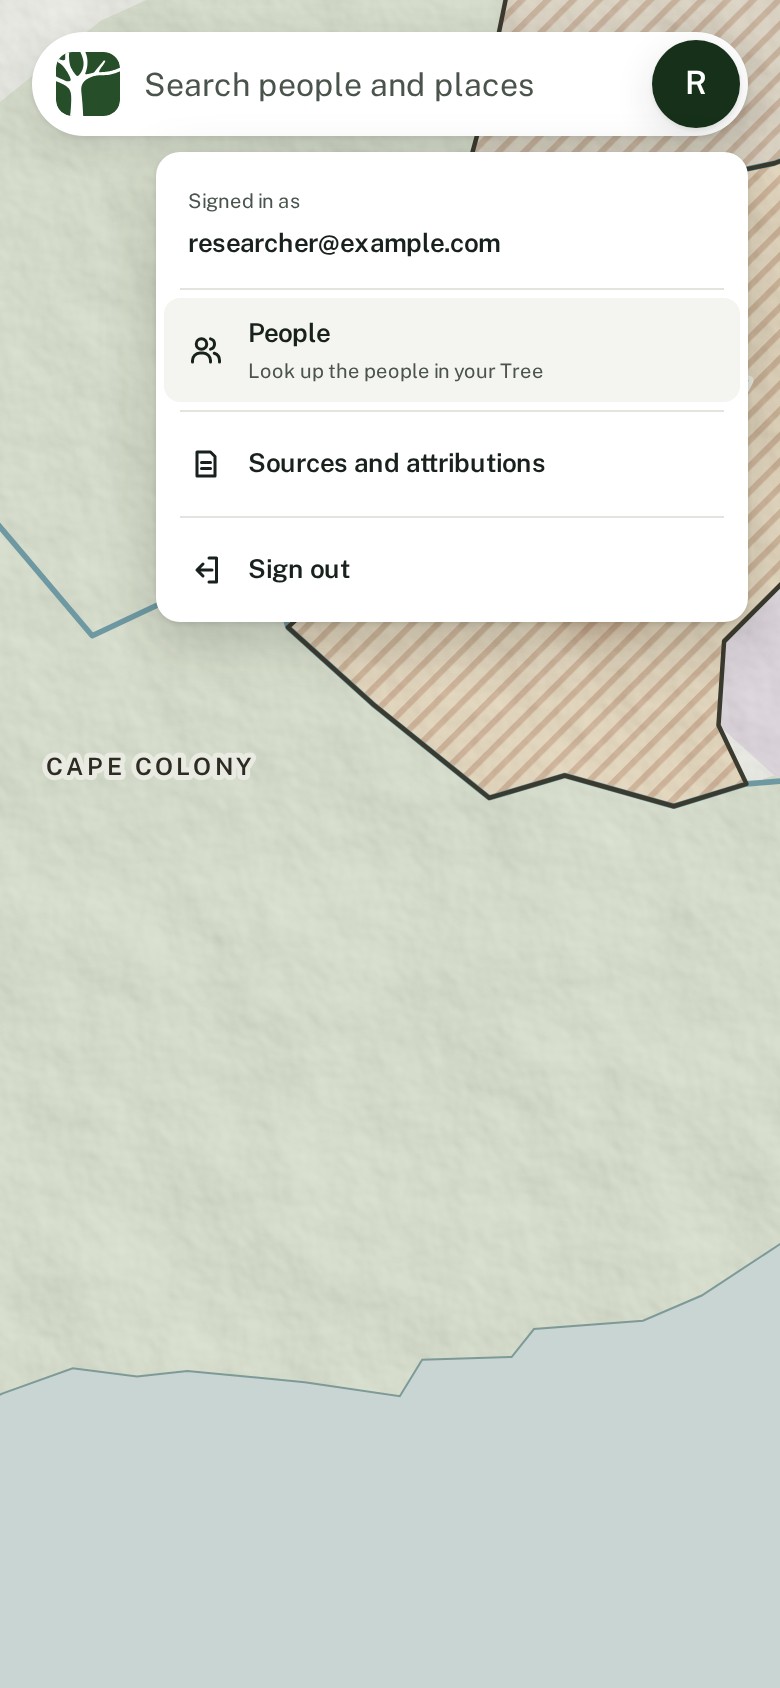 Search people and places
R
Signed in as
researcher@example.com
People
Look up the people in your Tree
Sources and attributions
Sign out
CAPE COLONY